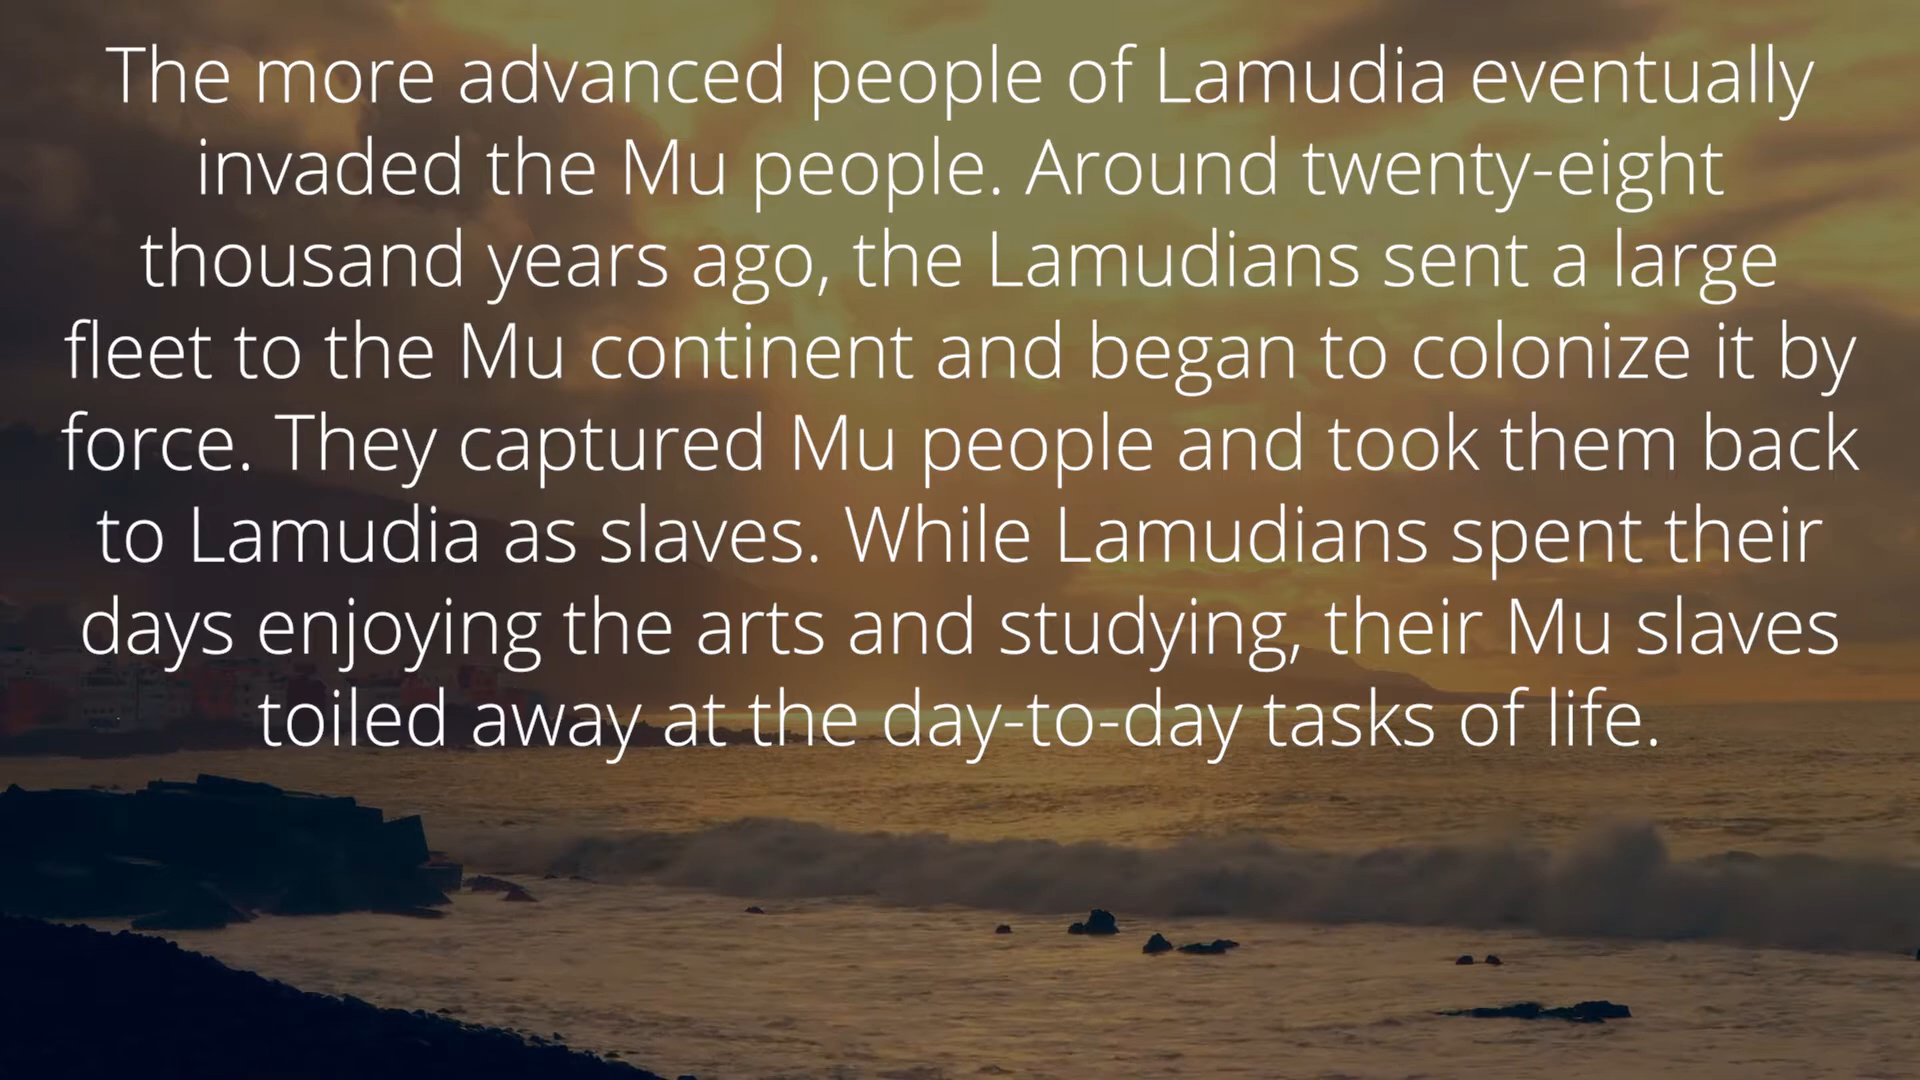 The more advanced people of Lamudia eventually
invaded the Mu people. Around twenty-eight
thousand years ago, the Lamudians sent a large
fleet to the Mu continent and began to colonize it by
force. They captured Mu people and took them back
to Lamudia as slaves. While Lamudians spent their
days enjoying the arts and studying, their Mu slaves
toiled away at the day-to-day tasks of life.